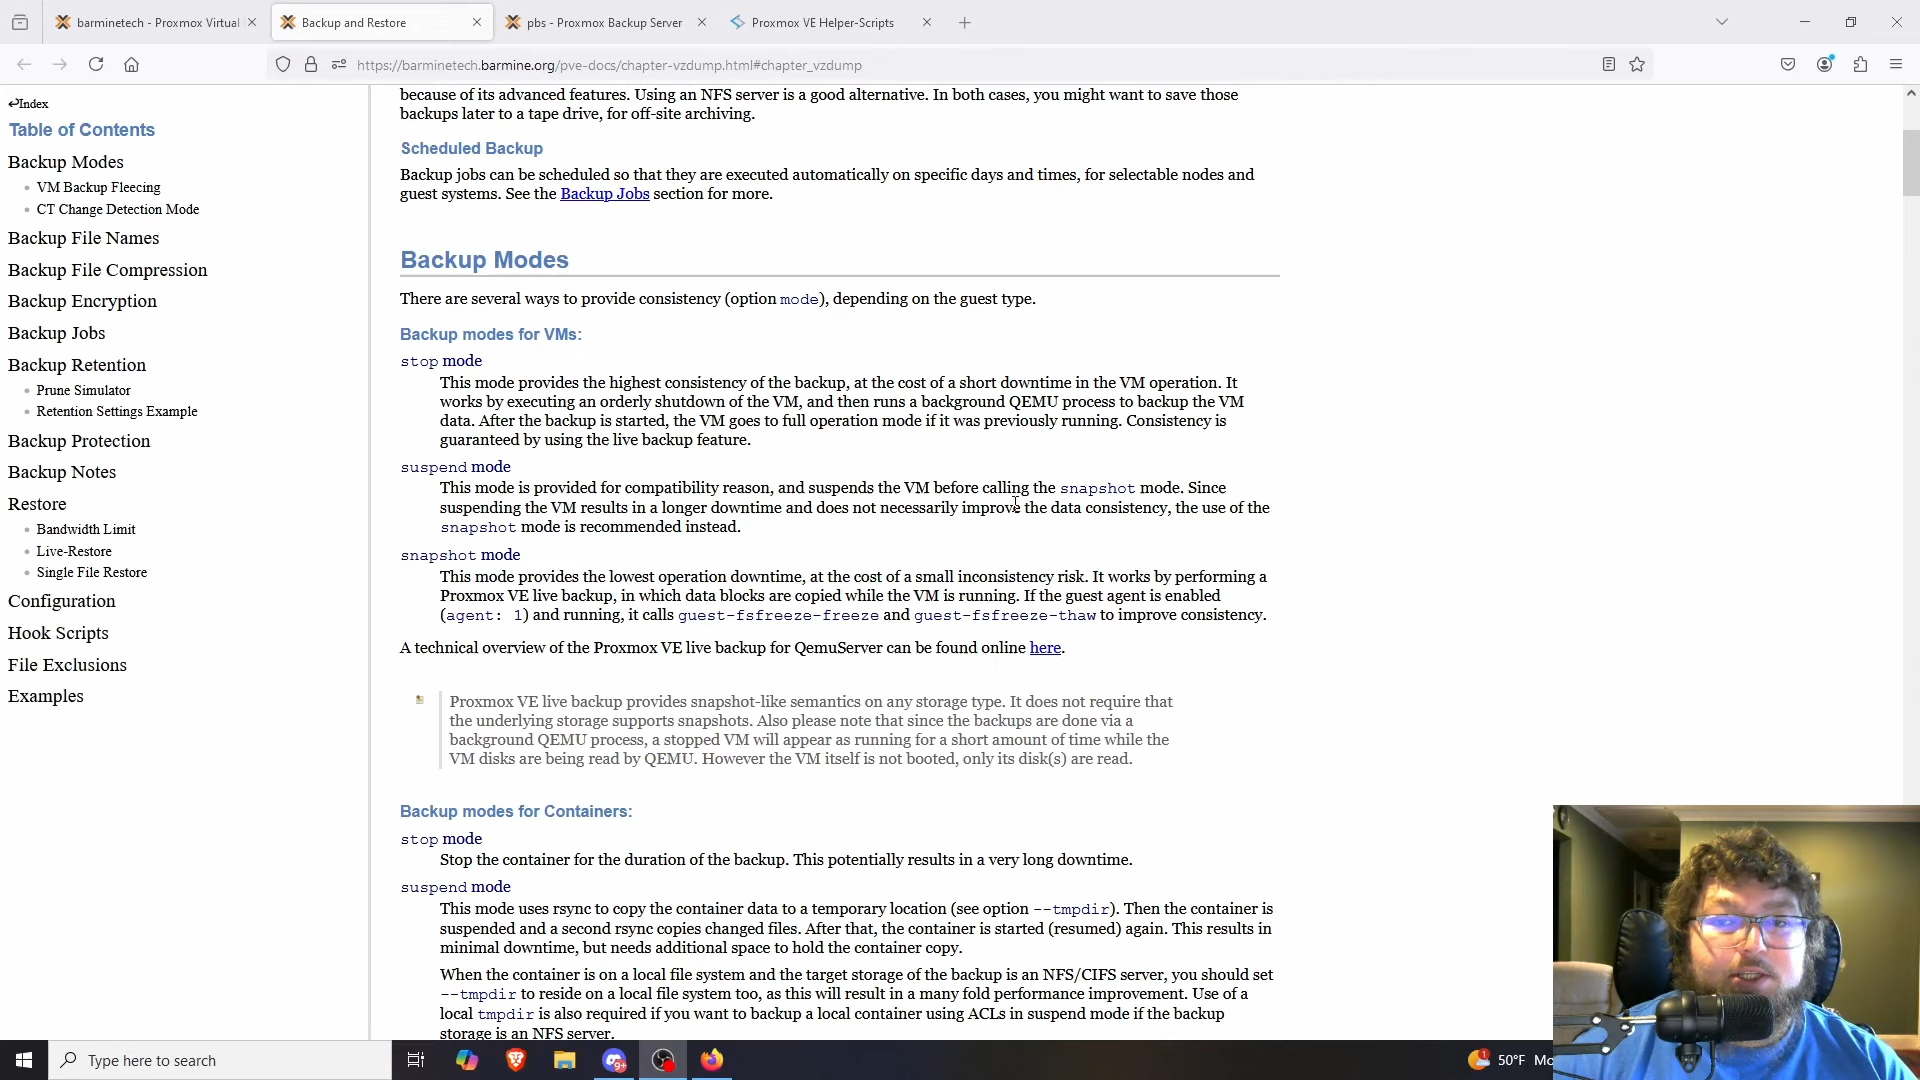 barminetech - Proxmox Virtual
Backup and Restore
pbs - Proxmox Backup Server
Proxmox VE Helper-Scripts
https://barminetech.barmine.org/pve-docs/chapter-vzdump.html#chapter_vzdump
↩Index
Table of Contents
Backup Modes
VM Backup Fleecing
CT Change Detection Mode
Backup File Names
Backup File Compression
Backup Encryption
Backup Jobs
Backup Retention
Prune Simulator
Retention Settings Example
Backup Protection
Backup Notes
Restore
Bandwidth Limit
Live-Restore
Single File Restore
Configuration
Hook Scripts
File Exclusions
Examples
because of its advanced features. Using an NFS server is a good alternative. In both cases, you might want to save those
backups later to a tape drive, for off-site archiving.
Scheduled Backup
Backup jobs can be scheduled so that they are executed automatically on specific days and times, for selectable nodes and
guest systems. See the Backup Jobs section for more.
Backup Modes
There are several ways to provide consistency (option mode), depending on the guest type.
Backup modes for VMs:
stop mode
This mode provides the highest consistency of the backup, at the cost of a short downtime in the VM operation. It
works by executing an orderly shutdown of the VM, and then runs a background QEMU process to backup the VM
data. After the backup is started, the VM goes to full operation mode if it was previously running. Consistency is
guaranteed by using the live backup feature.
suspend mode
This mode is provided for compatibility reason, and suspends the VM before calling the snapshot mode. Since
suspending the VM results in a longer downtime and does not necessarily improve the data consistency, the use of the
snapshot mode is recommended instead.
snapshot mode
This mode provides the lowest operation downtime, at the cost of a small inconsistency risk. It works by performing a
Proxmox VE live backup, in which data blocks are copied while the VM is running. If the guest agent is enabled
(agent: 1) and running, it calls guest-fsfreeze-freeze and guest-fsfreeze-thaw to improve consistency.
A technical overview of the Proxmox VE live backup for QemuServer can be found online here.
Proxmox VE live backup provides snapshot-like semantics on any storage type. It does not require that
the underlying storage supports snapshots. Also please note that since the backups are done via a
background QEMU process, a stopped VM will appear as running for a short amount of time while the
VM disks are being read by QEMU. However the VM itself is not booted, only its disk(s) are read.
Backup modes for Containers:
stop mode
Stop the container for the duration of the backup. This potentially results in a very long downtime.
suspend mode
This mode uses rsync to copy the container data to a temporary location (see option --tmpdir). Then the container is
suspended and a second rsync copies changed files. After that, the container is started (resumed) again. This results in
minimal downtime, but needs additional space to hold the container copy.
When the container is on a local file system and the target storage of the backup is an NFS/CIFS server, you should set
--tmpdir to reside on a local file system too, as this will result in a many fold performance improvement. Use of a
local tmpdir is also required if you want to backup a local container using ACLs in suspend mode if the backup
storage is an NFS server.
Type here to search
9+
1
50°F Mo